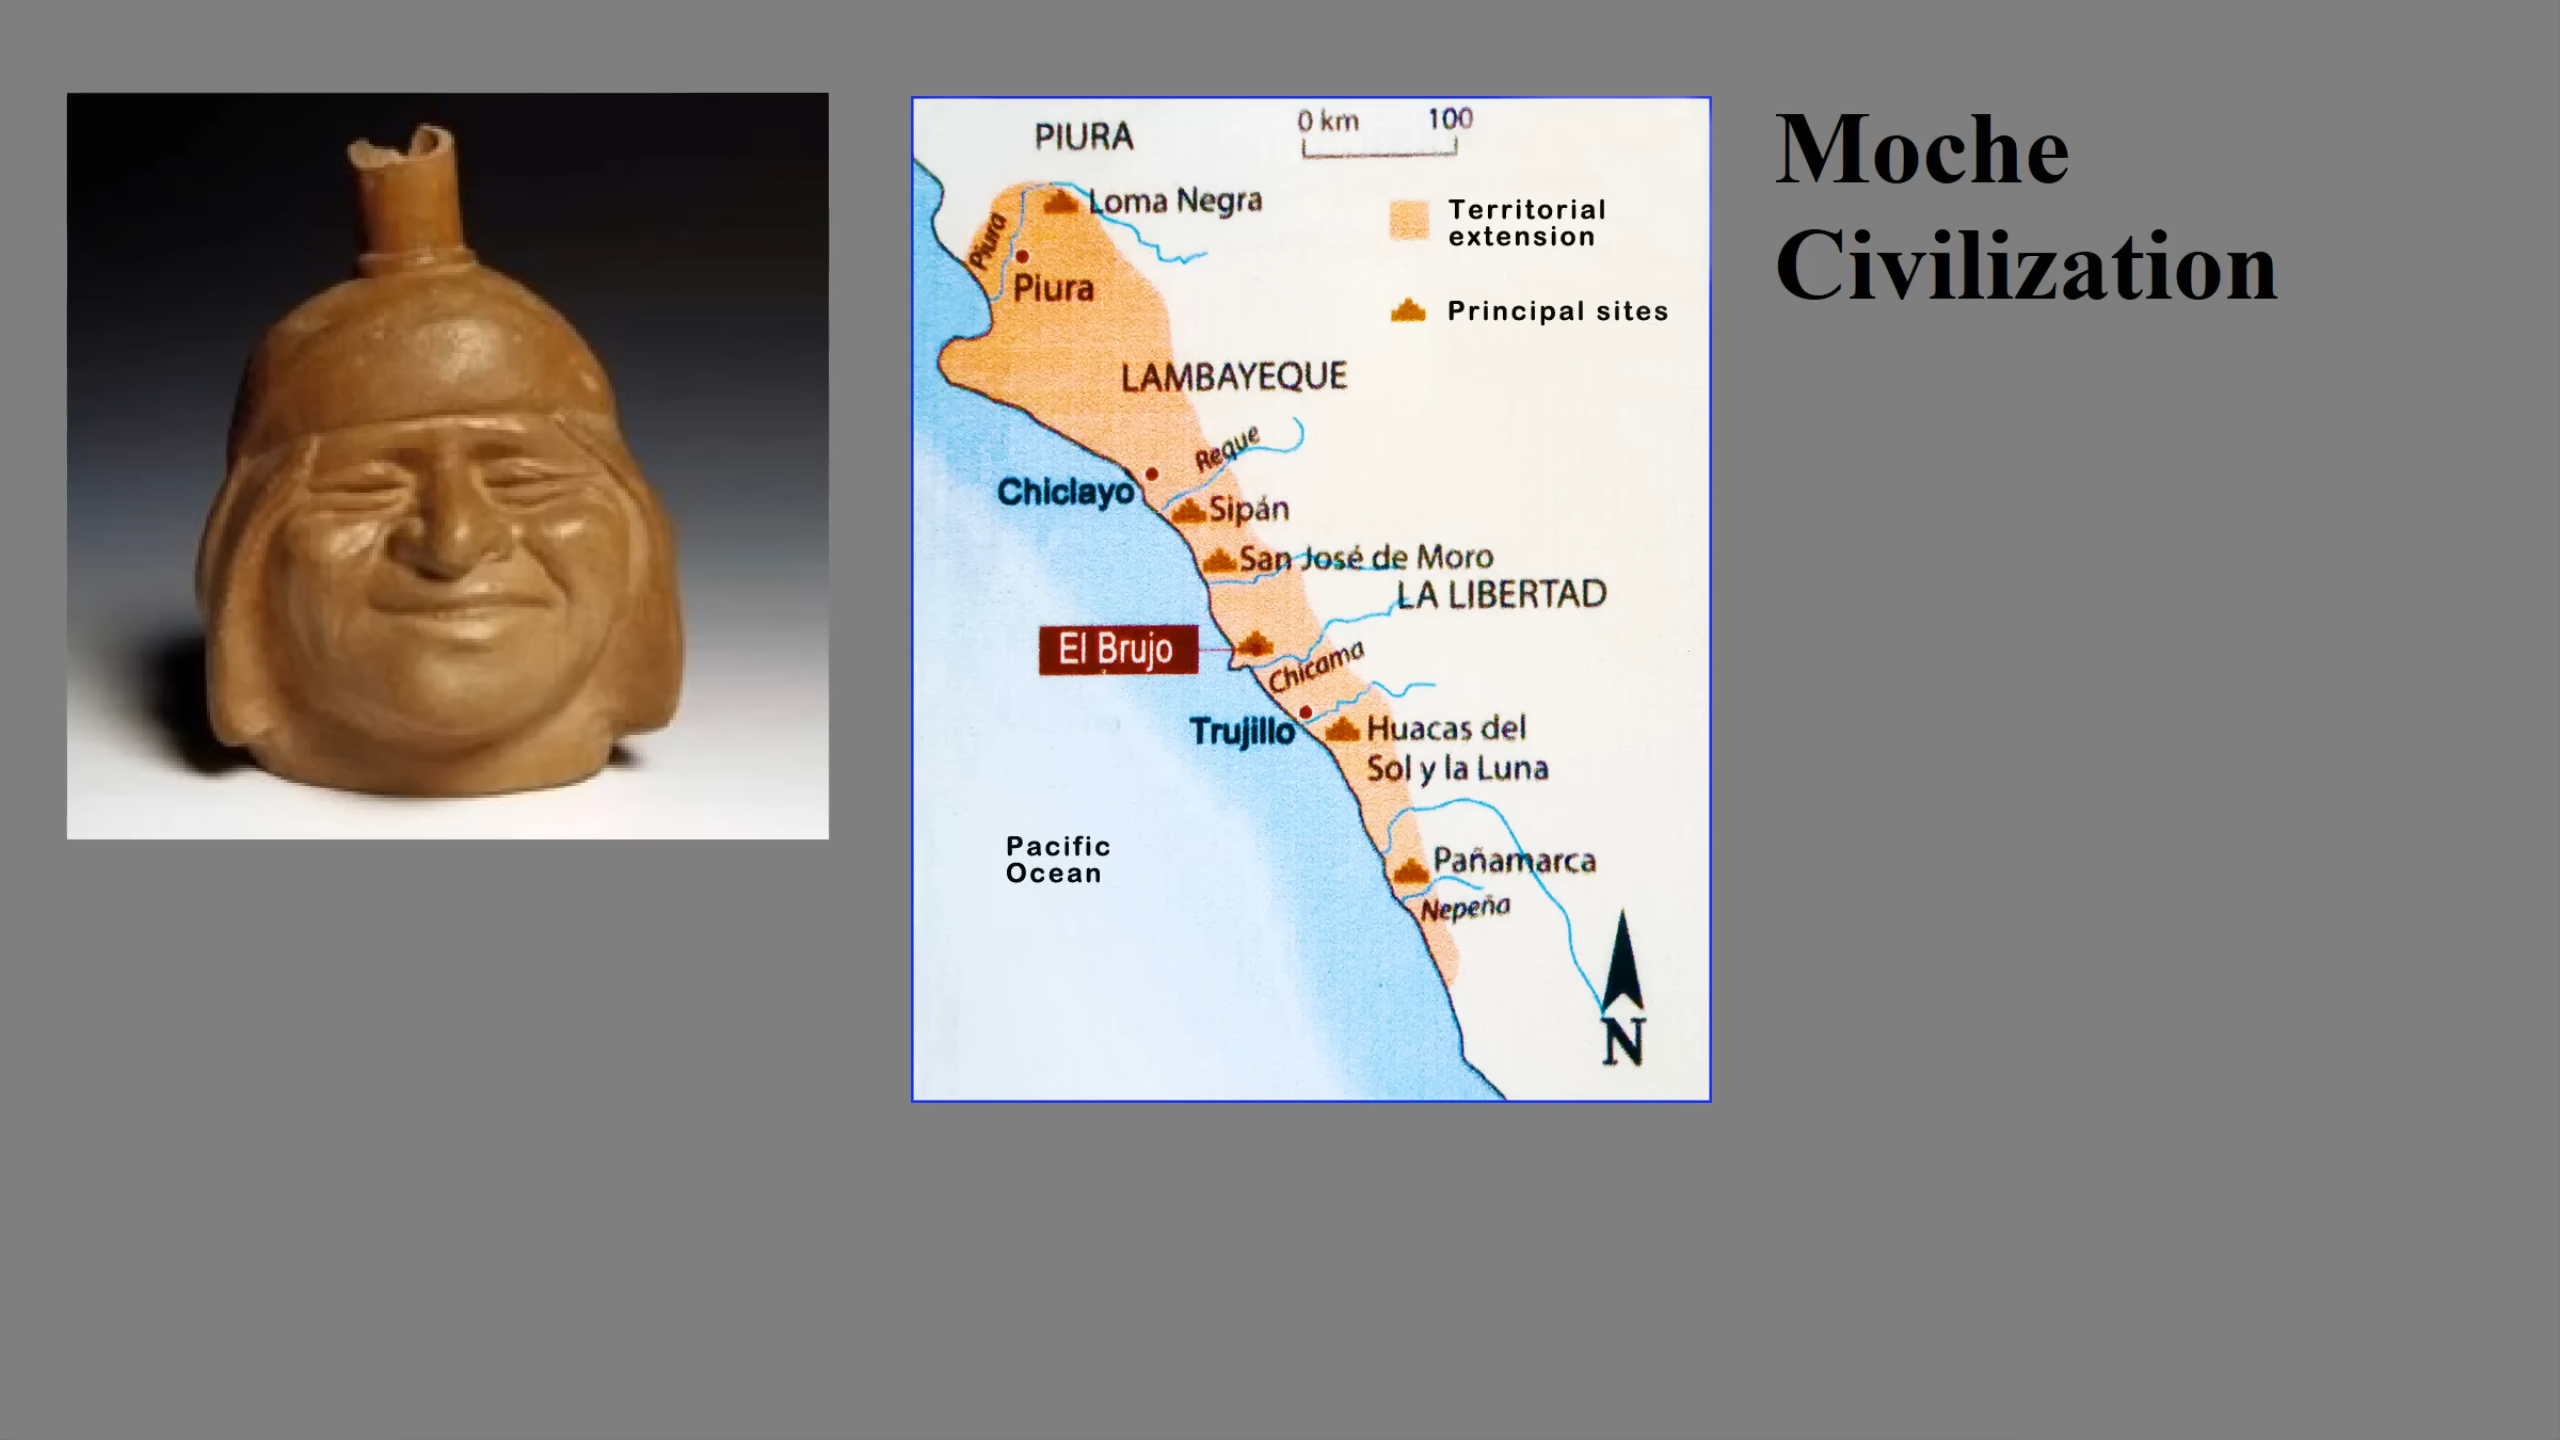 PIURA
0 km 100
Loma Negra
Territorial
extension
Piura
Piura
Principal sites
LAMBAYEQUE
Reque
Chiclayo
Sipán
San José de Moro
LA LIBERTAD
El Brujo
Chicama
Trujillo
Huacas del
Sol y la Luna
Pacific
Ocean
Pañamarca
Nepeña
N
Moche
Civilization